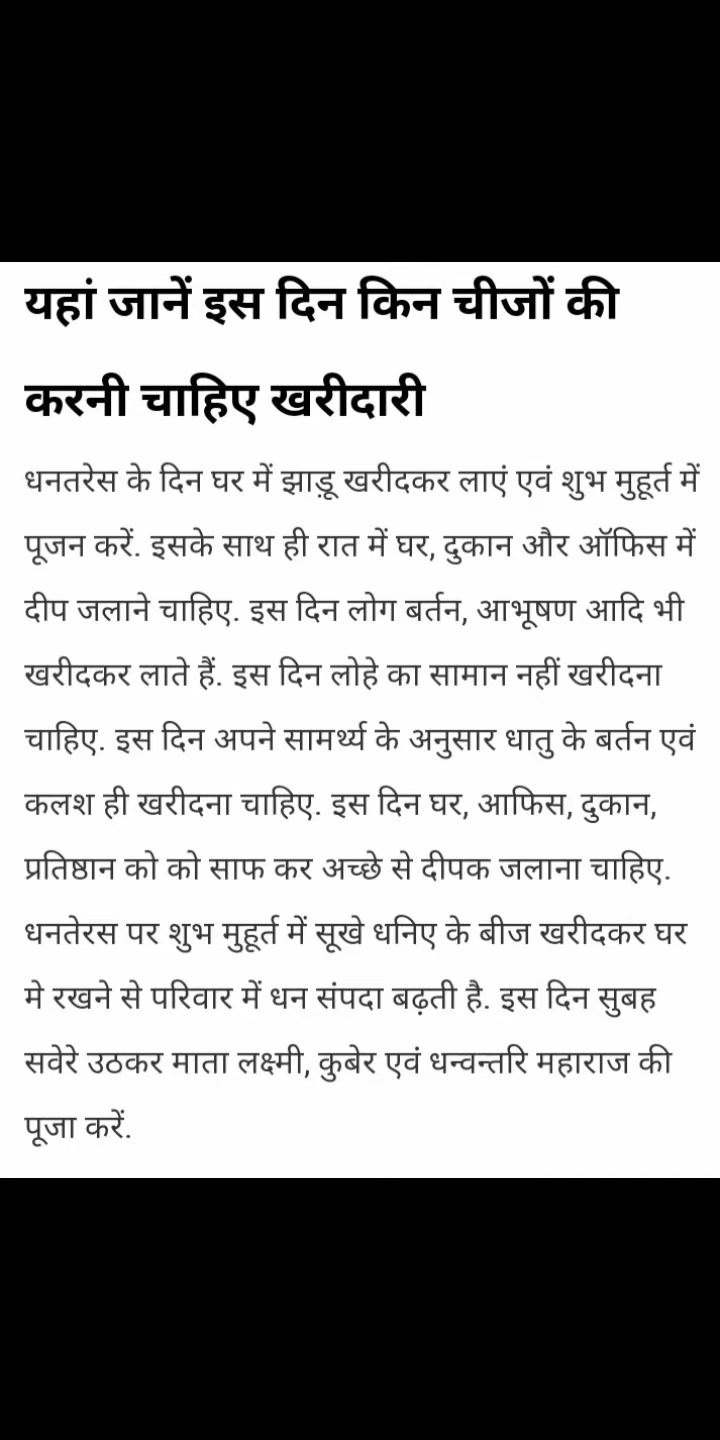 यहां जानें इस दिन किन चीजों की
करनी चाहिए खरीदारी
धनतरेस के दिन घर में झाड़ू खरीदकर लाएं एवं शुभ मुहूर्त में
पूजन करें. इसके साथ ही रात में घर, दुकान और ऑफिस में
दीप जलाने चाहिए. इस दिन लोग बर्तन, आभूषण आदि भी
खरीदकर लाते हैं. इस दिन लोहे का सामान नहीं खरीदना
चाहिए. इस दिन अपने सामर्थ्य के अनुसार धातु के बर्तन एवं
कलश ही खरीदना चाहिए. इस दिन घर, आफिस, दुकान,
प्रतिष्ठान को को साफ कर अच्छे से दीपक जलाना चाहिए.
धनतेरस पर शुभ मुहूर्त में सूखे धनिए के बीज खरीदकर घर
मे रखने से परिवार में धन संपदा बढ़ती है. इस दिन सुबह
सवेरे उठकर माता लक्ष्मी, कुबेर एवं धन्वन्तरि महाराज की
पूजा करें.